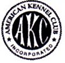 AMERICAN KENNEL CLUB
AKC
INCORPORATED